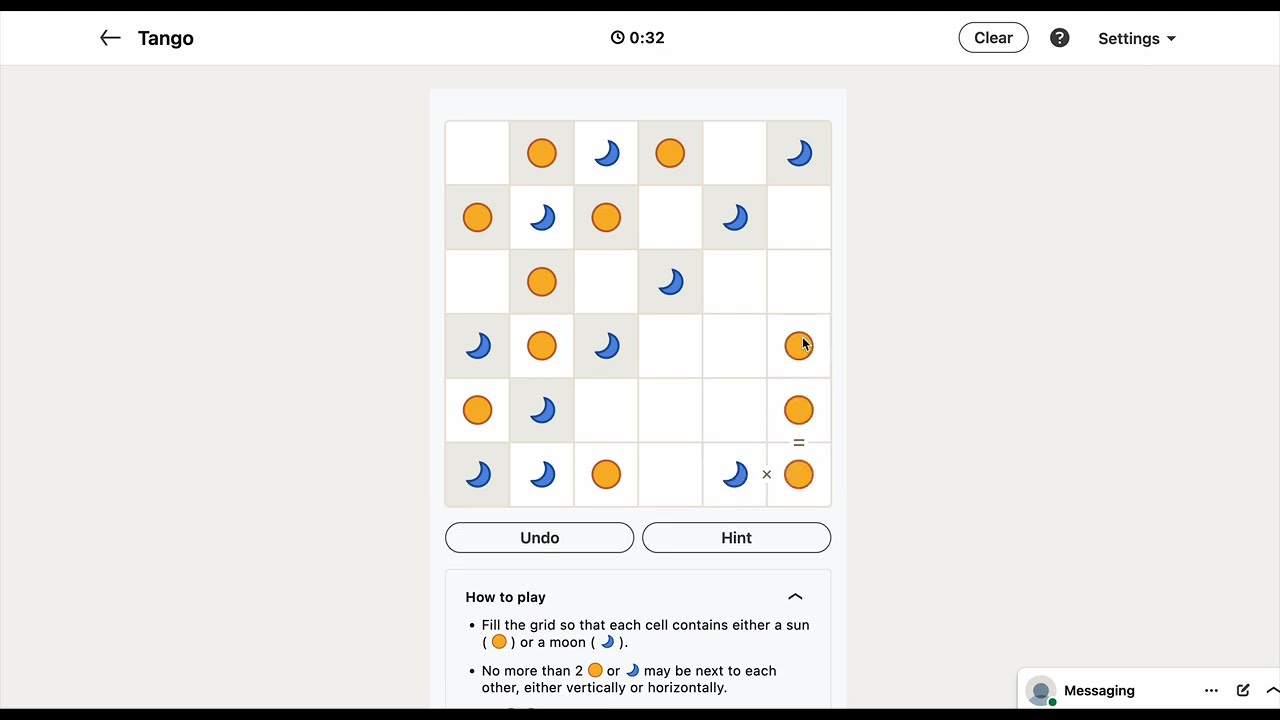 Tango
0:32
Clear
?
Settings
=
×
Undo
Hint
How to play
• Fill the grid so that each cell contains either a sun
( ) or a moon ( ).
• No more than 2 or may be next to each
other, either vertically or horizontally.
Messaging